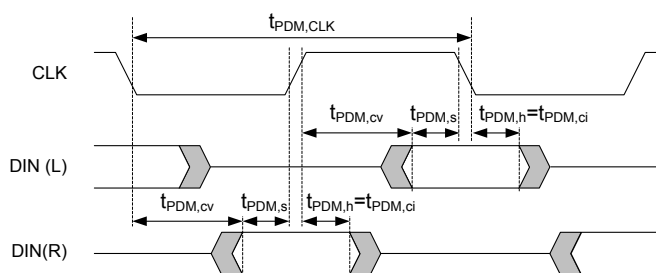 tPDM,CLK
CLK
tPDM,cv tPDM,s tPDM,h=tPDM,ci
DIN (L)
tPDM,cv tPDM,s tPDM,h=tPDM,ci
DIN(R)